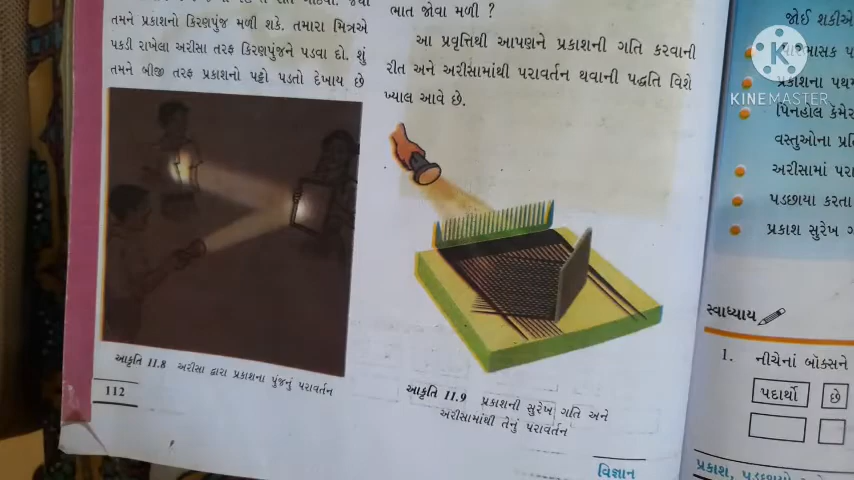 તમને પ્રકાશનો કિરણપુંજ મળી શકે. તમારા મિત્રએ
પકડી રાખેલા અરીસા તરફ કિરણપુંજને પડવા દો. શું
તમને બીજી તરફ પ્રકાશનો પટ્ટો પડતો દેખાય છે
આકૃતિ 11.8 અરીસા દ્વારા પ્રકાશના પુંજનું પરાવર્તન
112
ભાત જોવા મળી ?
આ પ્રવૃત્તિથી આપણને પ્રકાશની ગતિ કરવાની
રીત અને અરીસામાંથી પરાવર્તન થવાની પદ્ધતિ વિશે
ખ્યાલ આવે છે.
આકૃતિ 11.9 પ્રકાશની સુરેખ ગતિ અને
અરીસામાંથી તેનું પરાવર્તન
વિજ્ઞાન
જોઈ શકીએ
KINEMASTER
પ્રકાશના
પિનહોલ
વસ્તુઓના
અરીસામાં
પડછાયા કરતા
પ્રકાશ સુરેખ
સ્વાધ્યાય
1. નીચેનાં બૉક્સને
પદાર્થો
છે
પ્રકાશ,